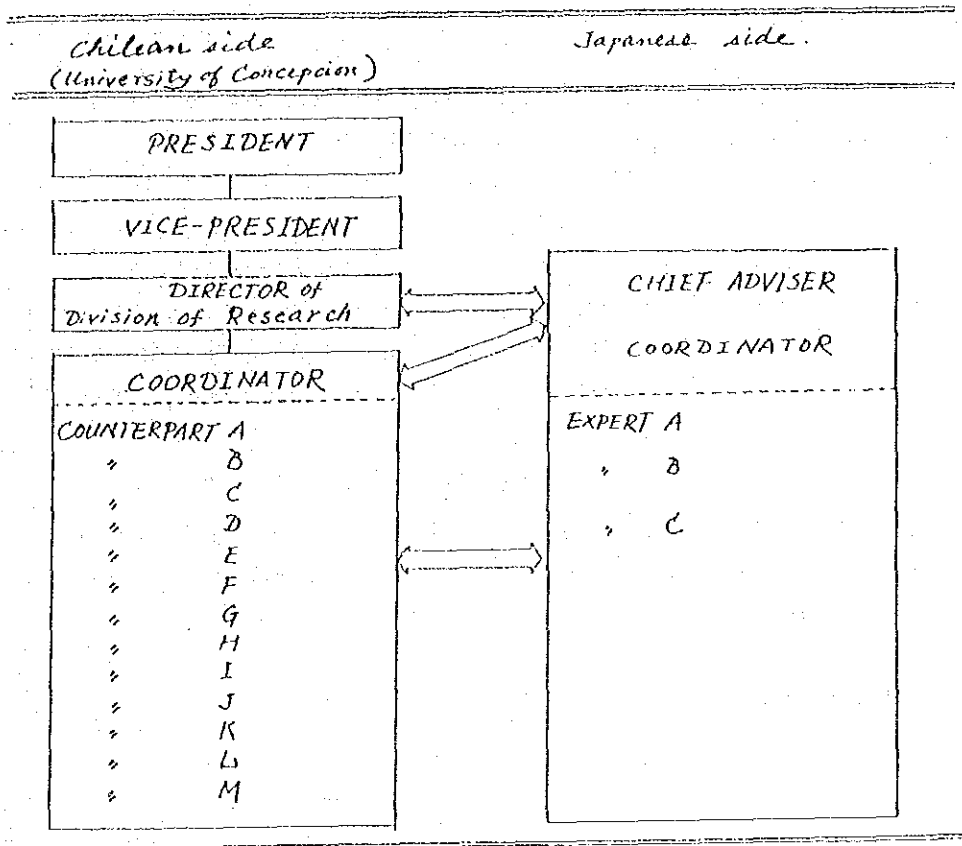 Chilean side
(University of Concepcion)
Japanese side.
PRESIDENT
VICE-PRESIDENT
DIRECTOR of
Division of Research
COORDINATOR
COUNTERPART A
〃 B
〃 C
〃 D
〃 E
〃 F
〃 G
〃 H
〃 I
〃 J
〃 K
〃 L
〃 M
CHIEF ADVISER
COORDINATOR
EXPERT A
〃 B
〃 C